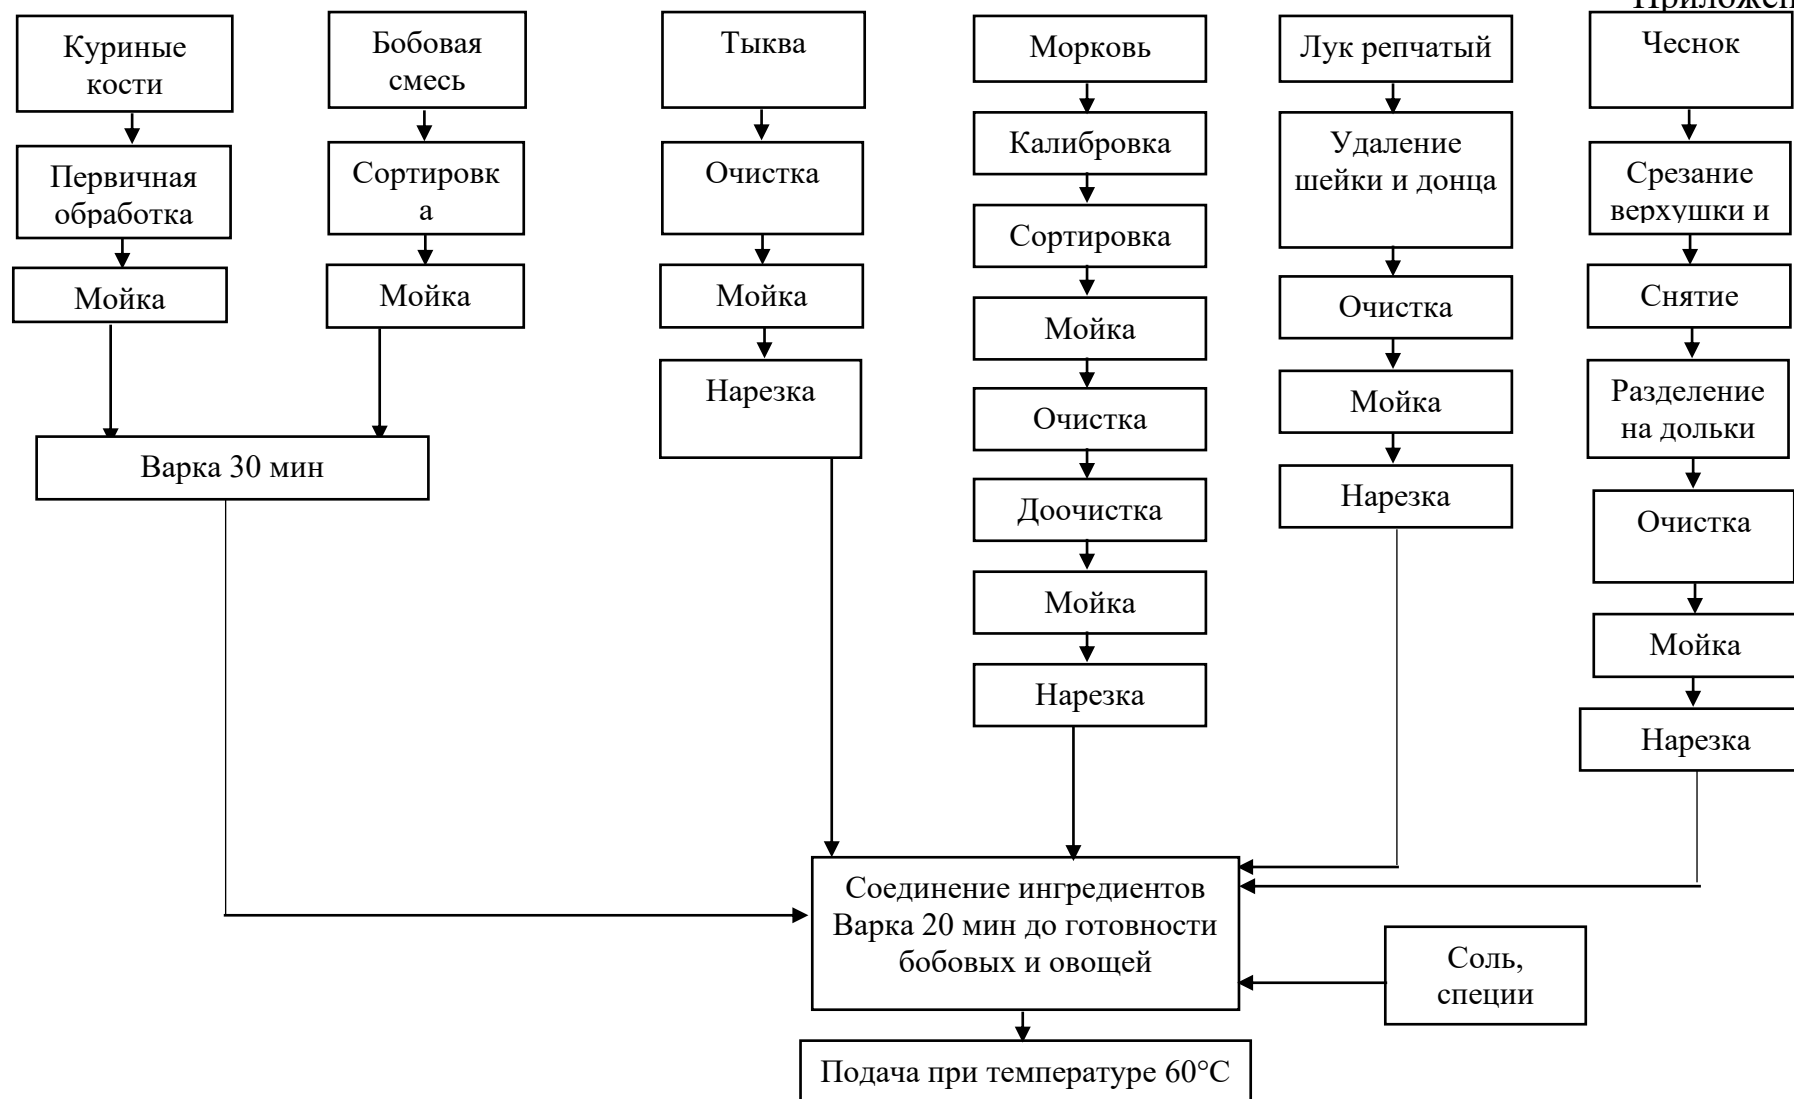 Куриные
кости
Первичная
обработка
Мойка
Бобовая
смесь
Сортировк
а
Мойка
Варка 30 мин
Тыква
Очистка
Мойка
Нарезка
Морковь
Калибровка
Сортировка
Мойка
Очистка
Доочистка
Мойка
Нарезка
Лук репчатый
Удаление
шейки и донца
Очистка
Мойка
Нарезка
Чеснок
Срезание
верхушки и
Снятие
Разделение
на дольки
Очистка
Мойка
Нарезка
Соединение ингредиентов
Варка 20 мин до готовности
бобовых и овощей
Соль,
специи
Подача при температуре 60°С